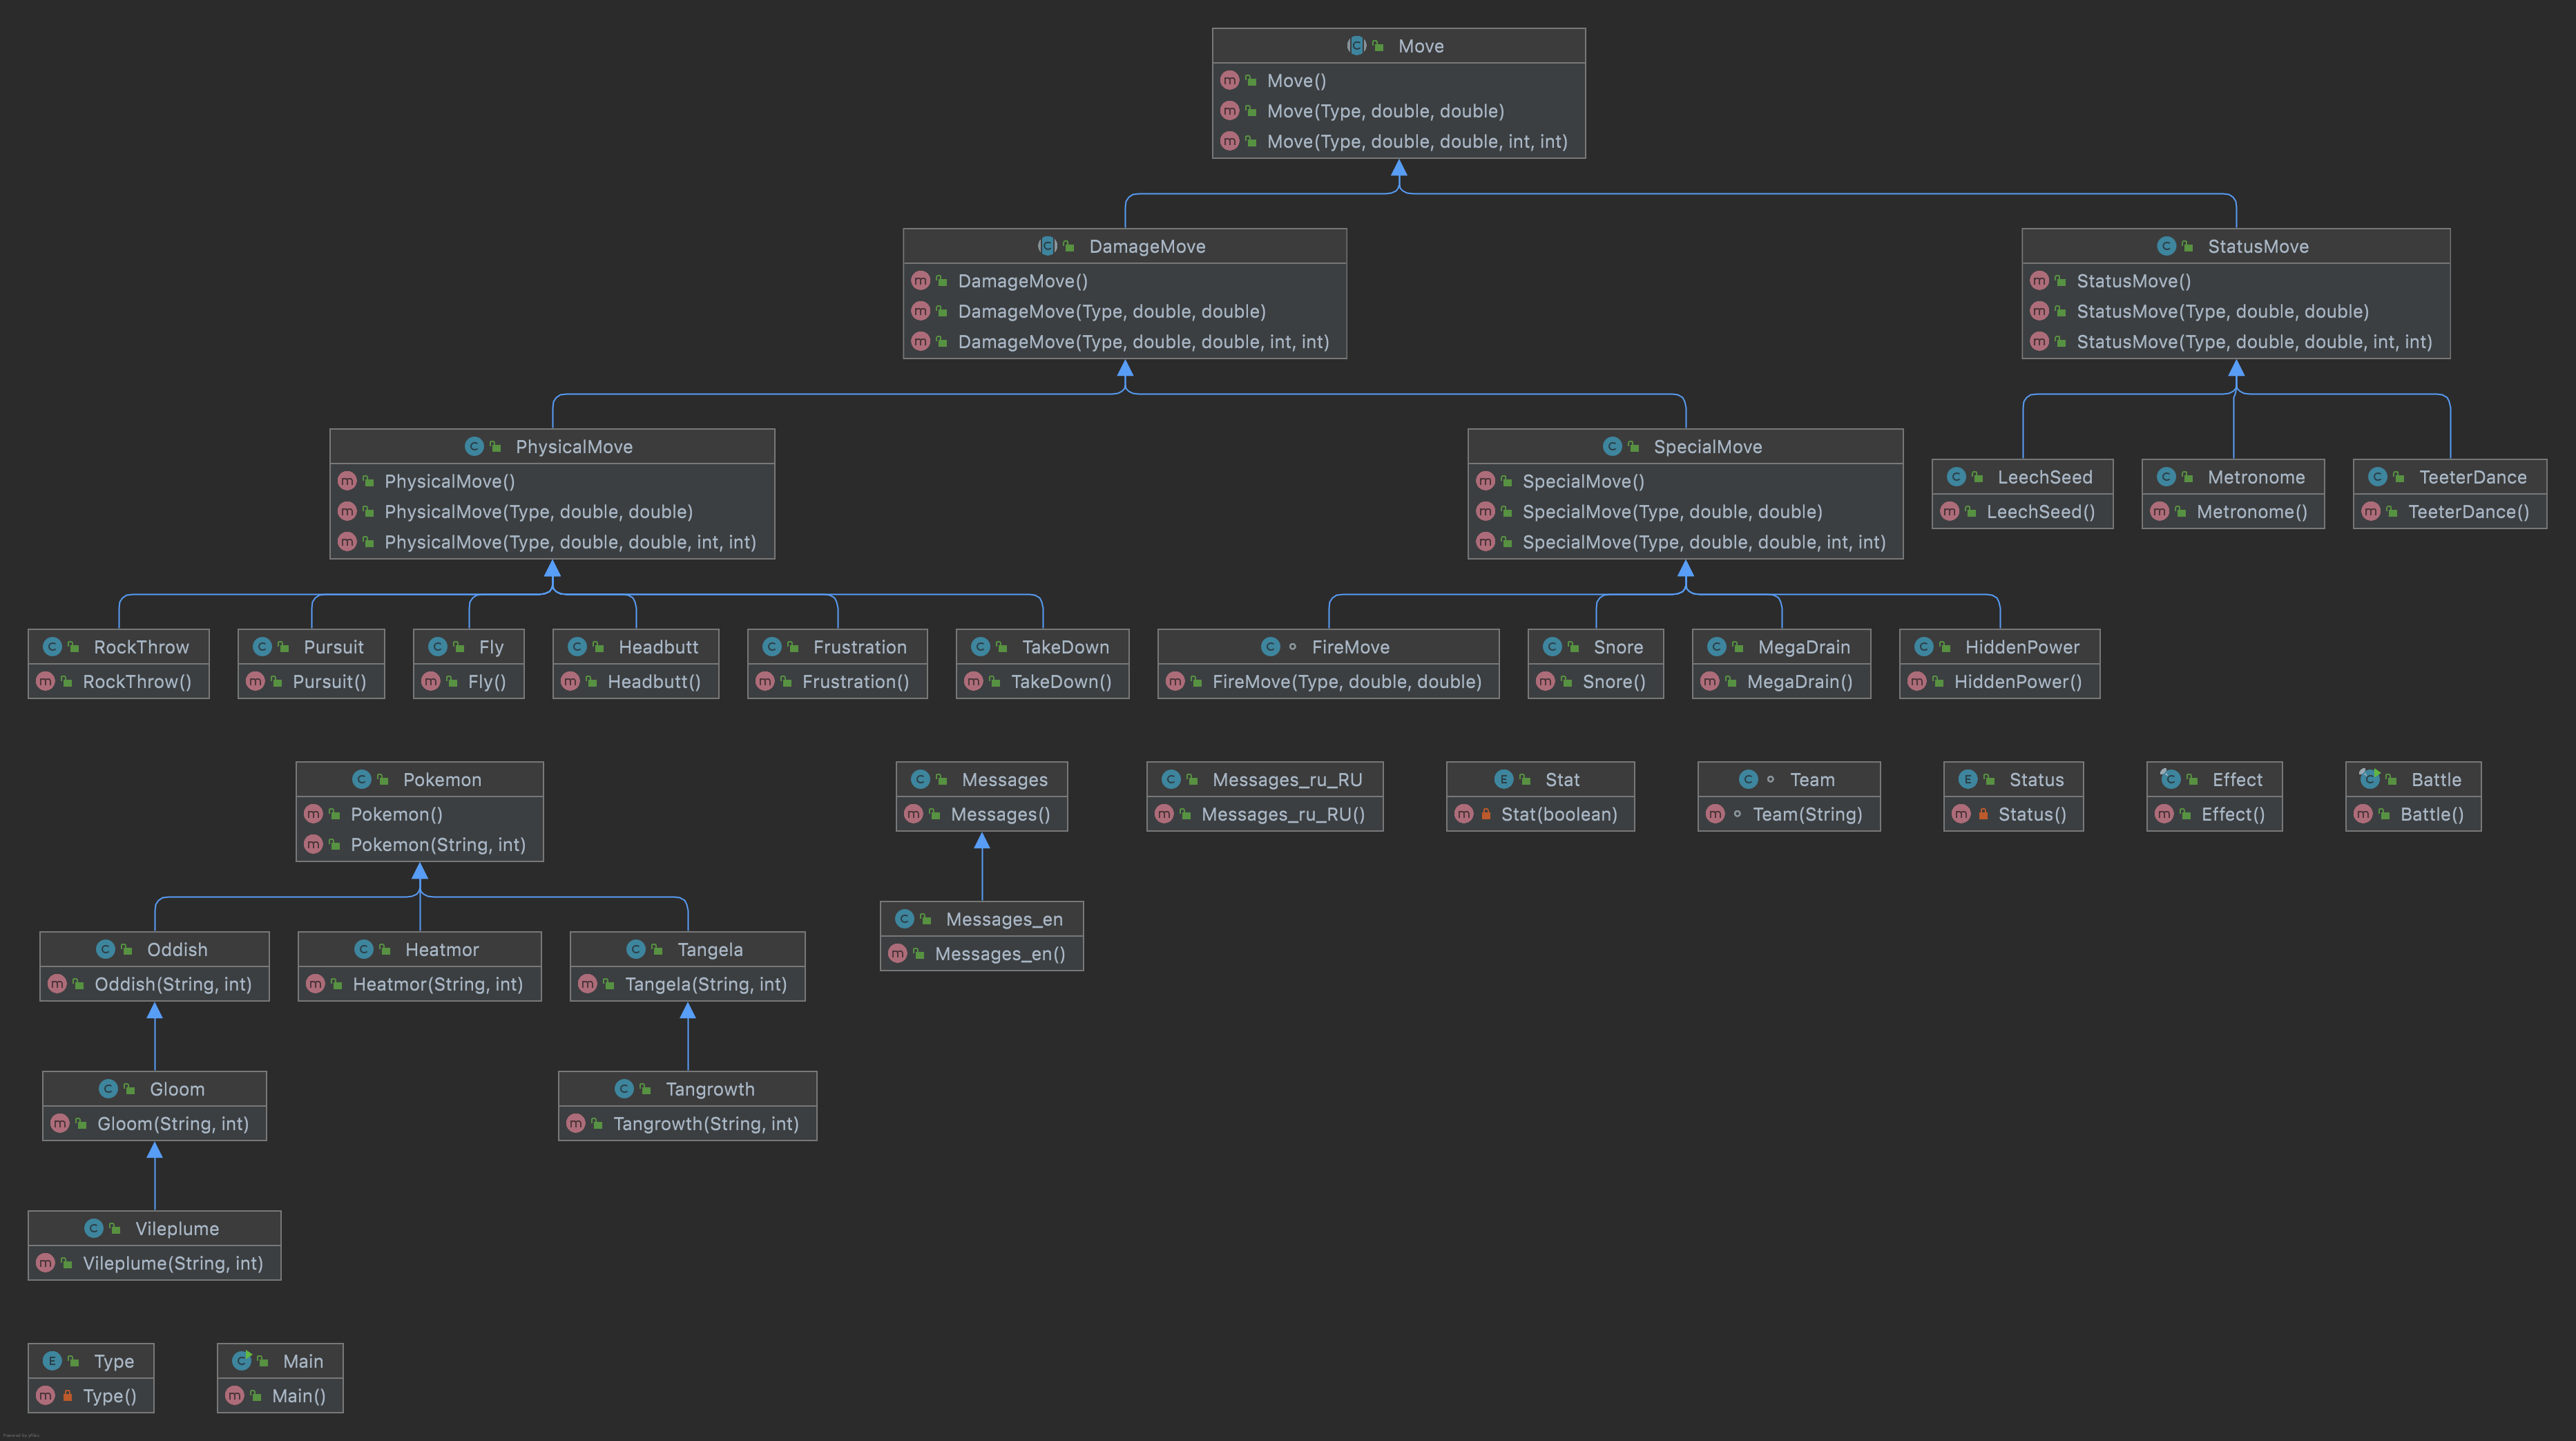 Move
Move()
Move(Type, double, double)
Move(Type, double, double, int, int)
DamageMove
DamageMove()
DamageMove(Type, double, double)
DamageMove(Type, double, double, int, int)
StatusMove
StatusMove()
StatusMove(Type, double, double)
StatusMove(Type, double, double, int, int)
PhysicalMove
PhysicalMove()
PhysicalMove(Type, double, double)
PhysicalMove(Type, double, double, int, int)
SpecialMove
SpecialMove()
SpecialMove(Type, double, double)
SpecialMove(Type, double, double, int, int)
LeechSeed
LeechSeed()
Metronome
Metronome()
TeeterDance
TeeterDance()
RockThrow
RockThrow()
Pursuit
Pursuit()
Fly
Fly()
Headbutt
Headbutt()
Frustration
Frustration()
TakeDown
TakeDown()
FireMove
FireMove(Type, double, double)
Snore
Snore()
MegaDrain
MegaDrain()
HiddenPower
HiddenPower()
Pokemon
Pokemon()
Pokemon(String, int)
Messages
Messages()
Messages_ru_RU
Messages_ru_RU()
Stat
Stat(boolean)
Team
Team(String)
Status
Status()
Effect
Effect()
Battle
Battle()
Oddish
Oddish(String, int)
Heatmor
Heatmor(String, int)
Tangela
Tangela(String, int)
Messages_en
Messages_en()
Gloom
Gloom(String, int)
Tangrowth
Tangrowth(String, int)
Vileplume
Vileplume(String, int)
Type
Type()
Main
Main()
Powered by yFiles